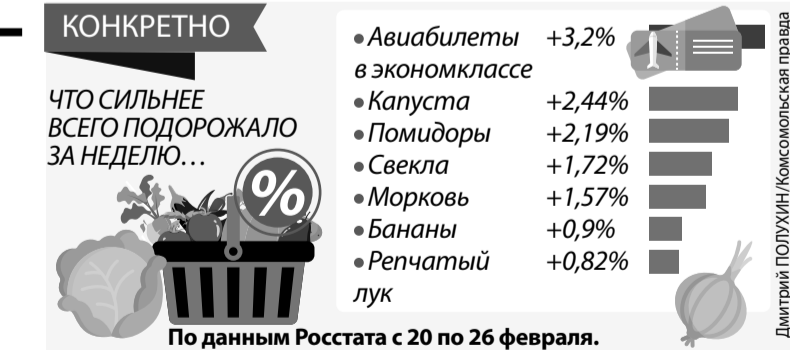 КОНКРЕТНО
ЧТО СИЛЬНЕЕ
ВСЕГО ПОДОРОЖАЛО
ЗА НЕДЕЛЮ…
%
• Авиабилеты +3,2%
в экономклассе
• Капуста +2,44%
• Помидоры +2,19%
• Свекла +1,72%
• Морковь +1,57%
• Бананы +0,9%
• Репчатый +0,82%
лук
По данным Росстата с 20 по 26 февраля.
Дмитрий ПОЛУХИН/Комсомольская правда